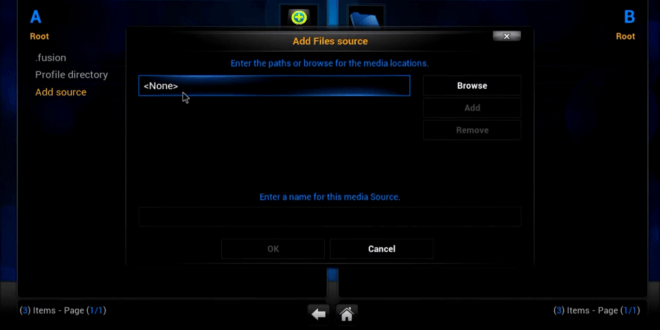 A
B
Root
Root
.fusion
Profile directory
Add source
Add Files source
Enter the paths or browse for the media locations.
<None>
Browse
Add
Remove
Enter a name for this media Source.
OK
Cancel
(3) Items - Page (1/1)
(3) Items - Page (1/1)